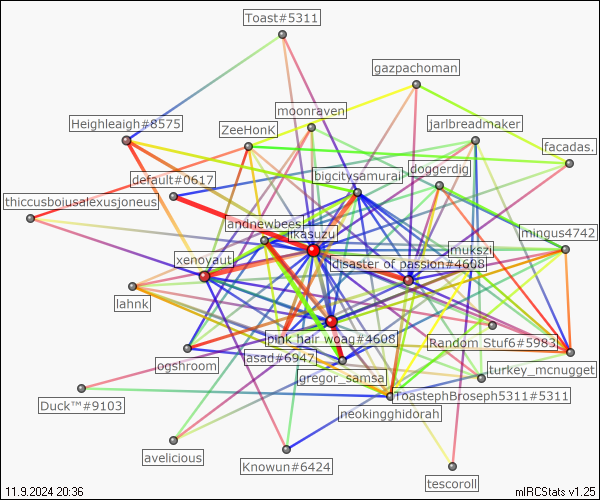 Toast#5311
gazpachoman
moonraven
Heighleaigh#8575
ZeeHonK
jarlbreadmaker
facadas.
doggerdig
bigcitysamurai
default#0617
thiccusboiusalexusjoneus
andnewbees
ikasuzu
mingus4742
mukszi
xenoyaut
disaster of passion#4608
lahnk
pink hair woag#4608
Random Stuf6#5983
lasad#6947
ogshroom
turkey_mcnugget
gregor_samsa
ToastephBroseph5311#5311
Duck™#9103
neokingghidorah
avelicious
Knowun#6424
tescoroll
11.9.2024 20:36
mIRCStats v1.25